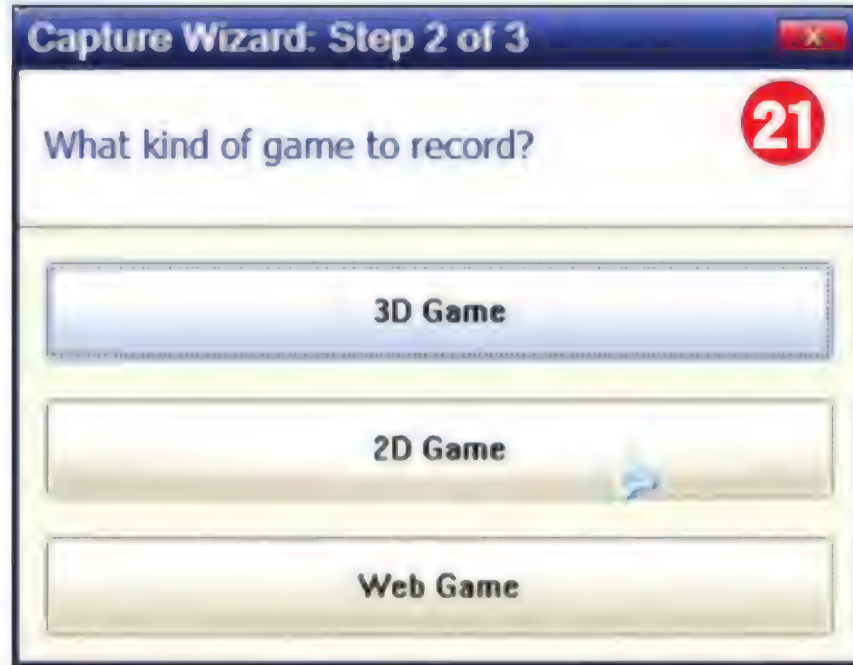 Capture Wizard: Step 2 of 3
X
What kind of game to record?
21
3D Game
2D Game
Web Game